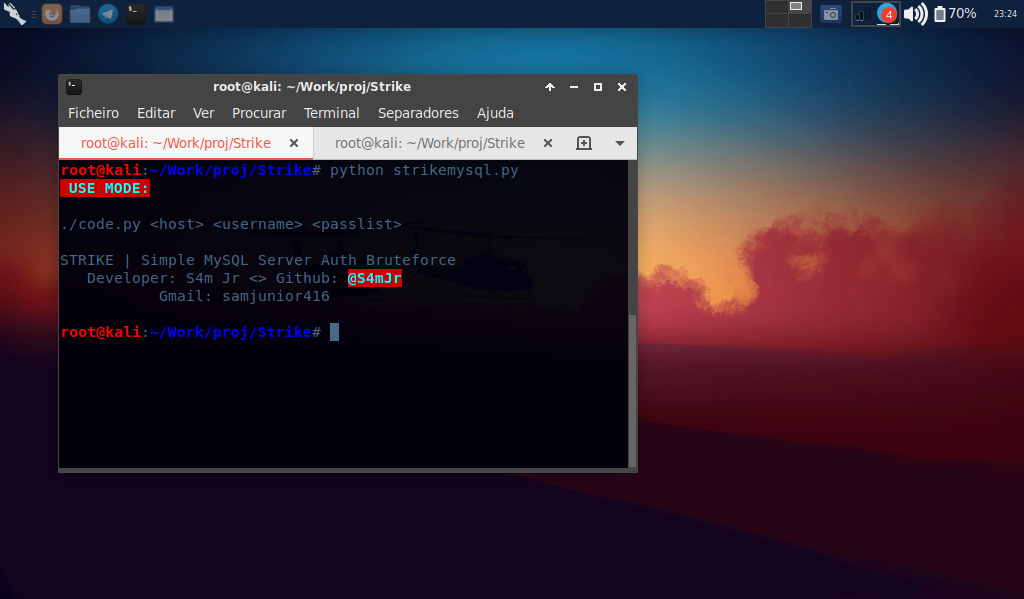 4
70%
23:24
root@kali: ~/Work/proj/Strike
Ficheiro Editar Ver Procurar Terminal Separadores Ajuda
root@kali: ~/Work/proj/Strike root@kali: ~/Work/proj/Strike
root@kali:~/Work/proj/Strike# python strikemysql.py
USE MODE:
./code.py <host> <username> <passlist>
STRIKE | Simple MySQL Server Auth Bruteforce
Developer: S4m Jr <> Github: @S4mJr
Gmail: samjunior416
root@kali:~/Work/proj/Strike#